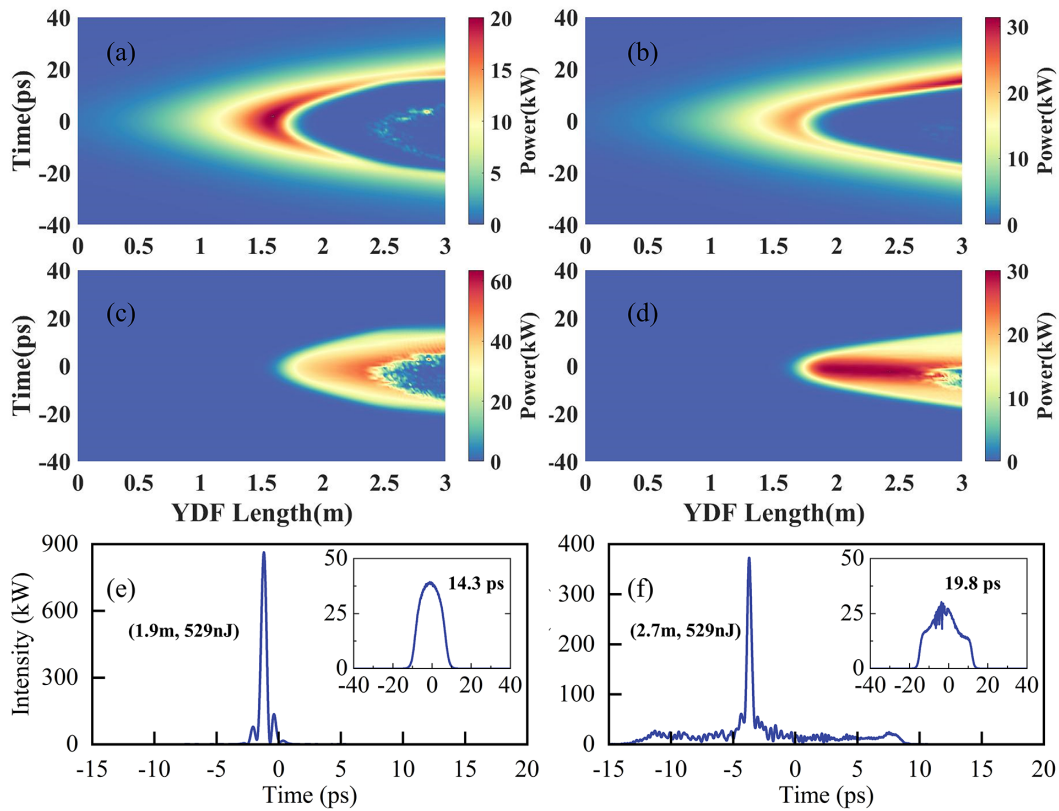 (a)
40
20
0
-20
-40
Time(ps)
0 0.5 1 1.5 2 2.5 3
20
15
10
5
0
Power(kW)
(b)
40
20
0
-20
-40
0 0.5 1 1.5 2 2.5 3
30
20
10
0
Power(kW)
(c)
40
20
0
-20
-40
Time(ps)
0 0.5 1 1.5 2 2.5 3
YDF Length(m)
60
40
20
0
Power(kW)
(d)
40
20
0
-20
-40
0 0.5 1 1.5 2 2.5 3
YDF Length(m)
30
20
10
0
Power(kW)
(e)
900
600
300
0
Intensity (kW)
(1.9m, 529nJ)
50
25
0
14.3 ps
-40 -20 0 20 40
-15 -10 -5 0 5 10 15 20
Time (ps)
(f)
400
300
200
100
0
(2.7m, 529nJ)
50
25
0
19.8 ps
-40 -20 0 20 40
-15 -10 -5 0 5 10 15 20
Time (ps)